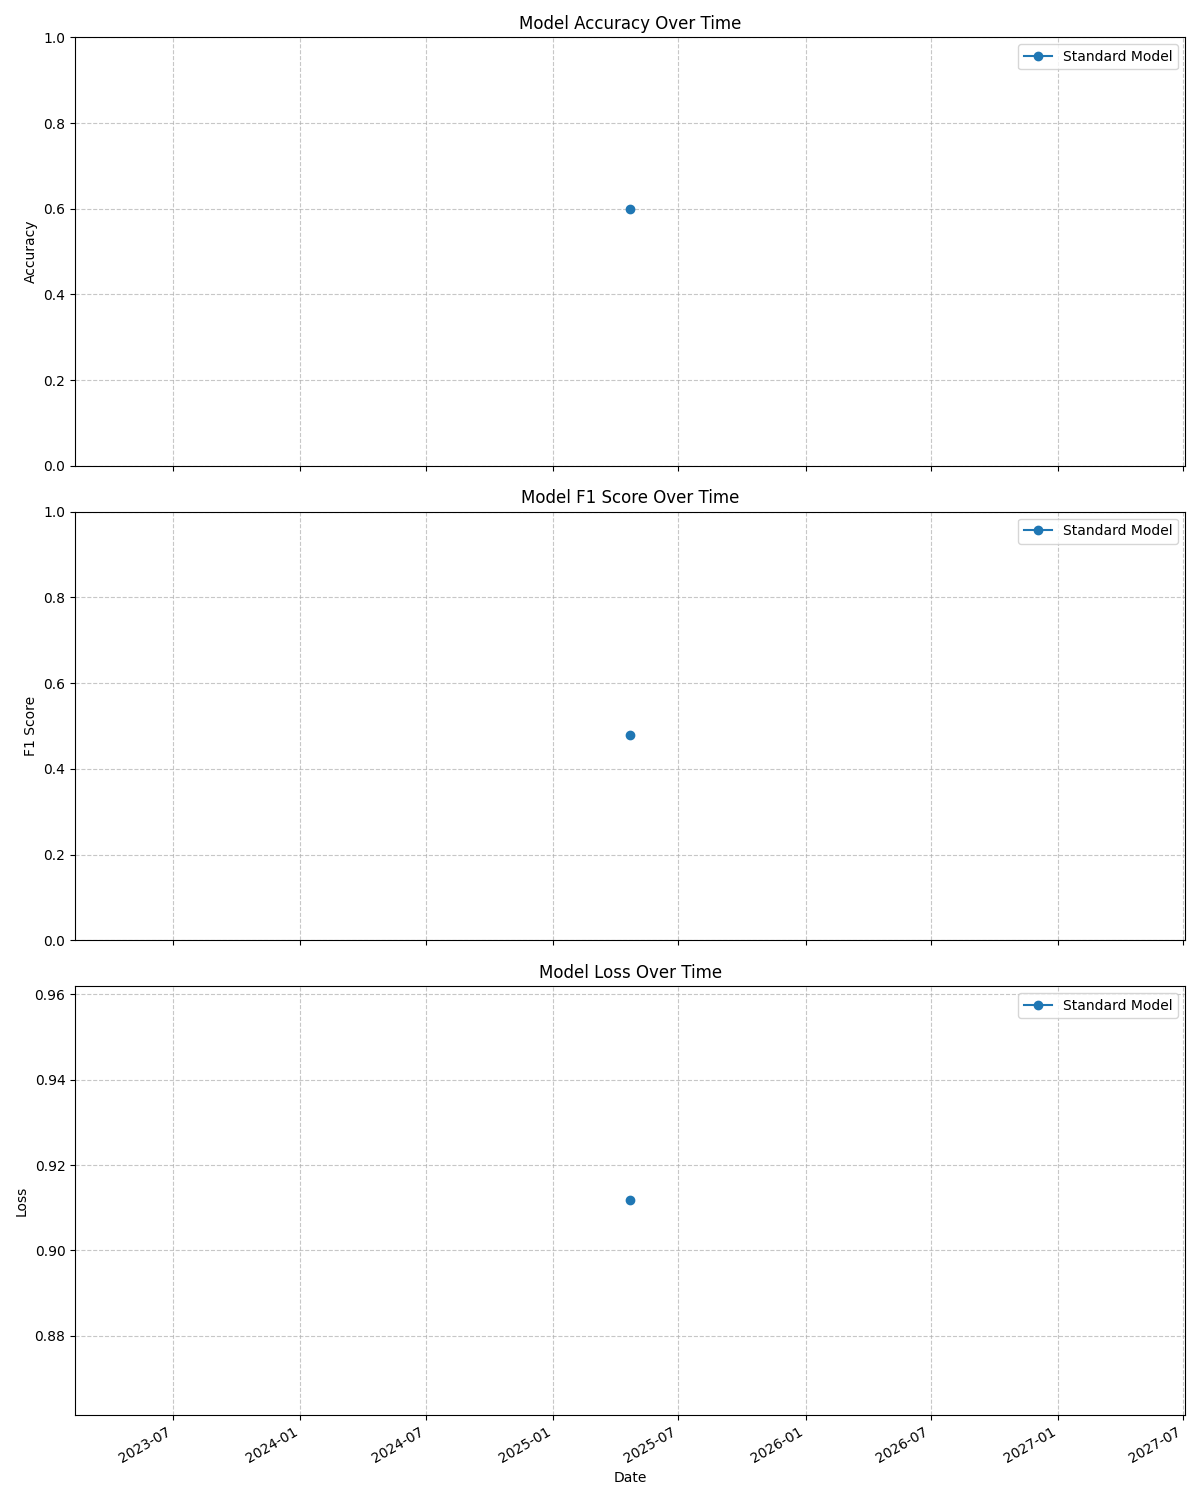 Model Accuracy Over Time
1.0
0.8
0.6
0.4
0.2
0.0
Accuracy
Standard Model
Model F1 Score Over Time
1.0
0.8
0.6
0.4
0.2
0.0
F1 Score
Standard Model
Model Loss Over Time
0.96
0.94
0.92
0.90
0.88
Loss
Standard Model
2023-07 2024-01 2024-07 2025-01 2025-07 2026-01 2026-07 2027-01 2027-07
Date